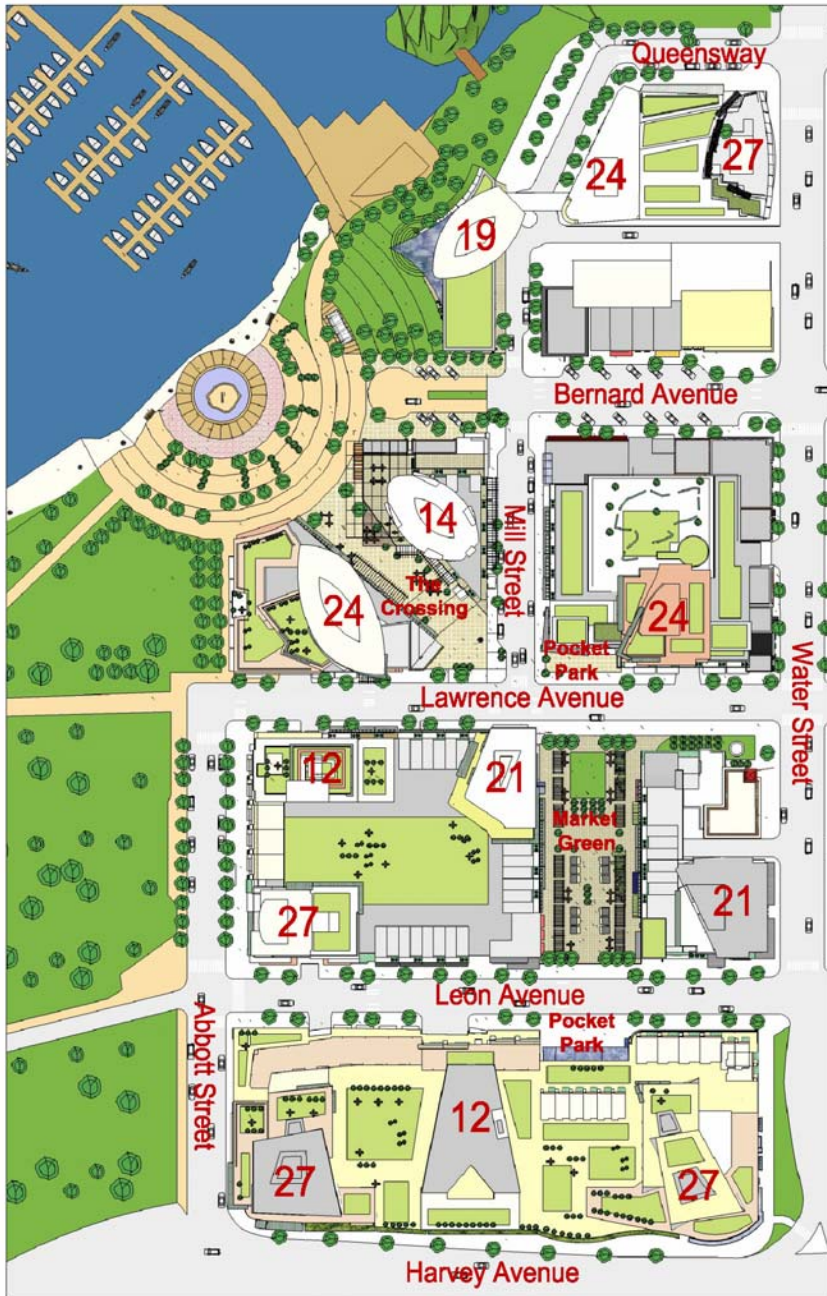 Queensway
27
24
19
Bernard Avenue
14
Mill Street
The
Crossing
24
24
Pocket
Park
Lawrence Avenue
Water Street
12
21
Market
Green
27
21
Leon Avenue
Pocket
Park
Abbott Street
12
27
27
Harvey Avenue